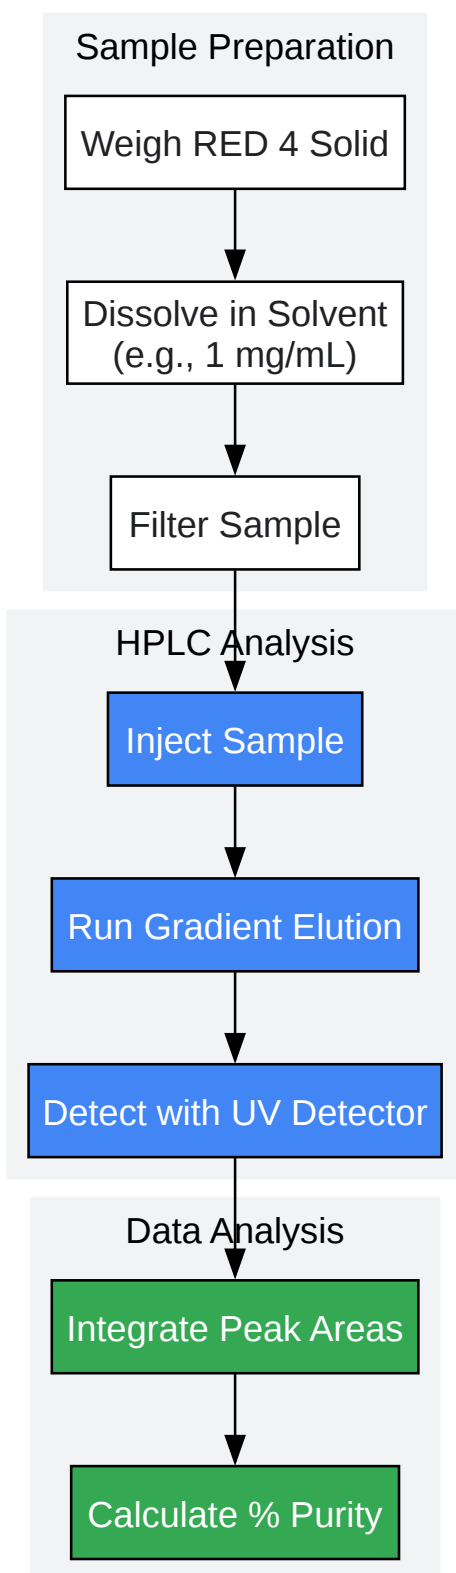 Sample Preparation
Weigh RED 4 Solid
Dissolve in Solvent
(e.g., 1 mg/mL)
Filter Sample
HPLC Analysis
Inject Sample
Run Gradient Elution
Detect with UV Detector
Data Analysis
Integrate Peak Areas
Calculate % Purity